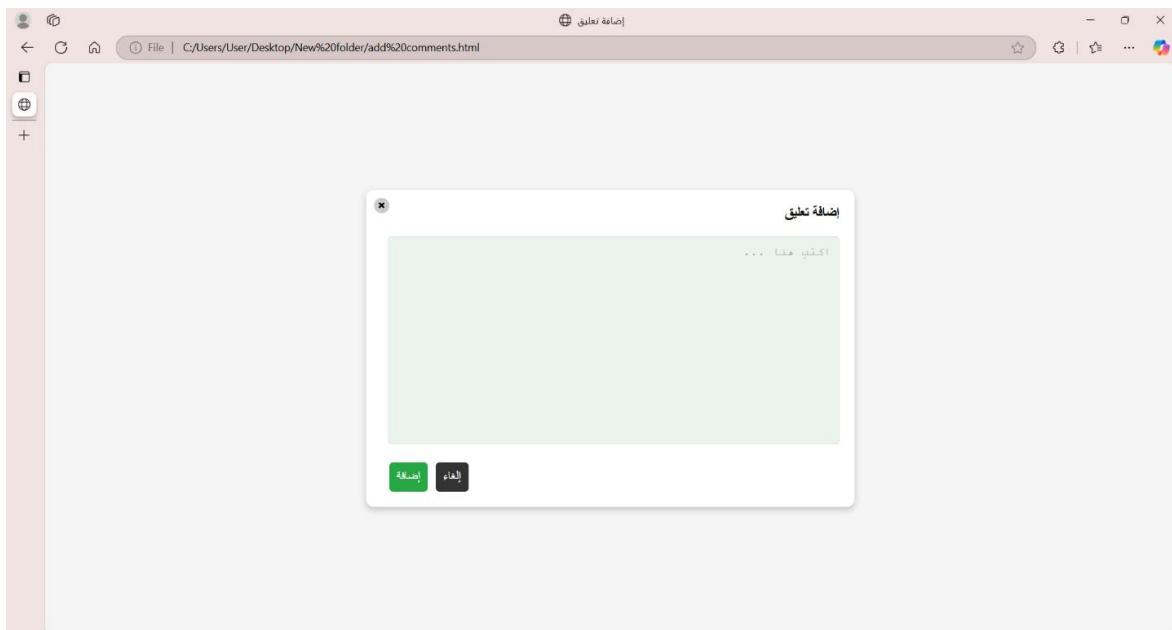 إضافة تعليق
File | C:/Users/User/Desktop/New%20folder/add%20comments.html
إضافة تعليق
اكتب هنا ...
إلغاء
إضافة